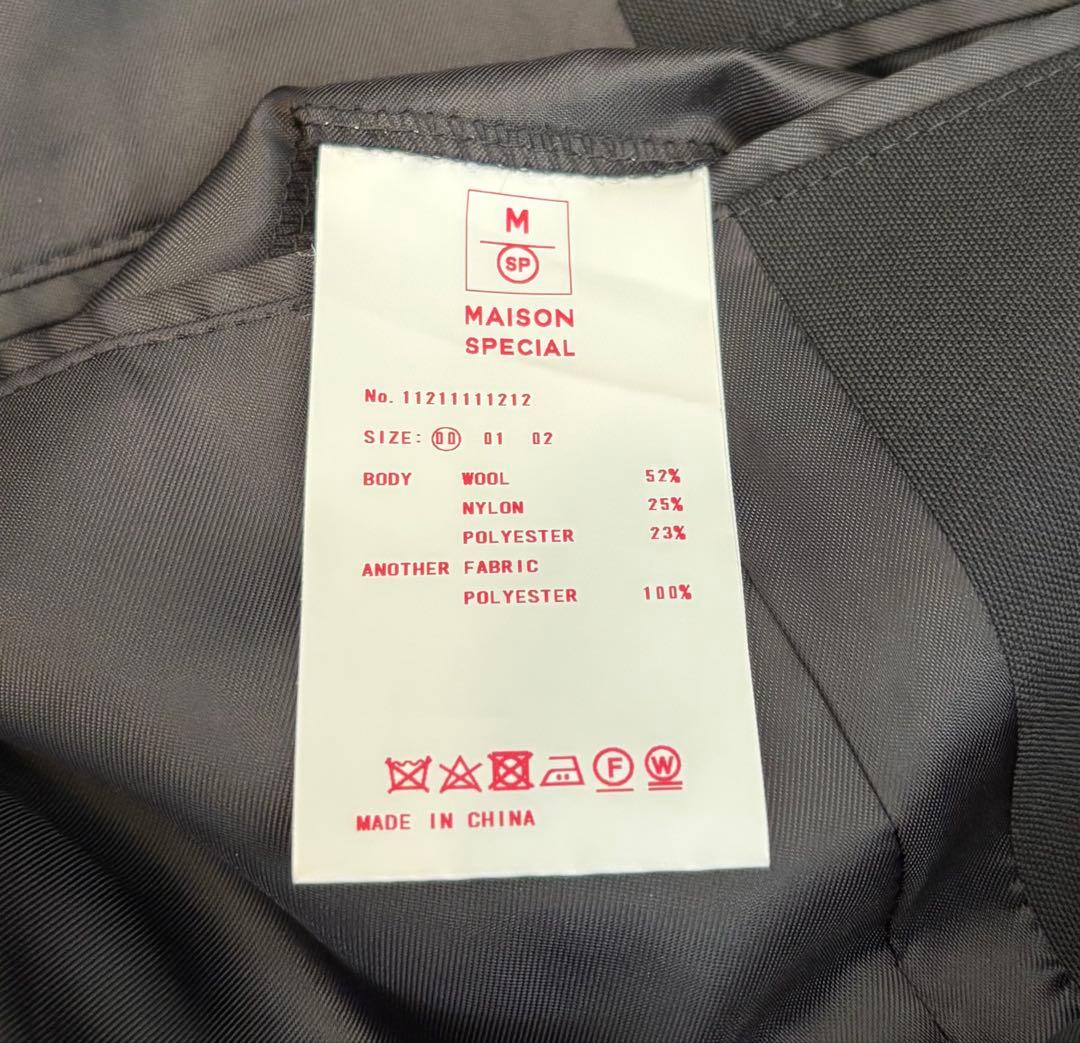 M
SP
MAISON
SPECIAL
No. 11211111212
SIZE: 00 01 02
BODY WOOL 52%
NYLON 25%
POLYESTER 23%
ANOTHER FABRIC
POLYESTER 100%
F W
MADE IN CHINA